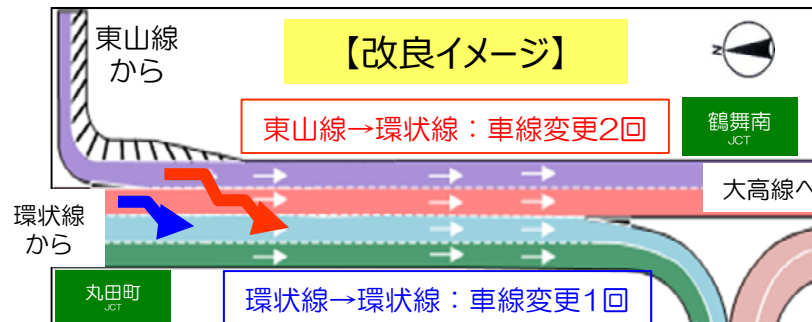 東山線
から
【改良イメージ】
N
東山線→環状線：車線変更2回
鶴舞南
JCT
大高線へ
環状線
から
丸田町
JCT
環状線→環状線：車線変更1回